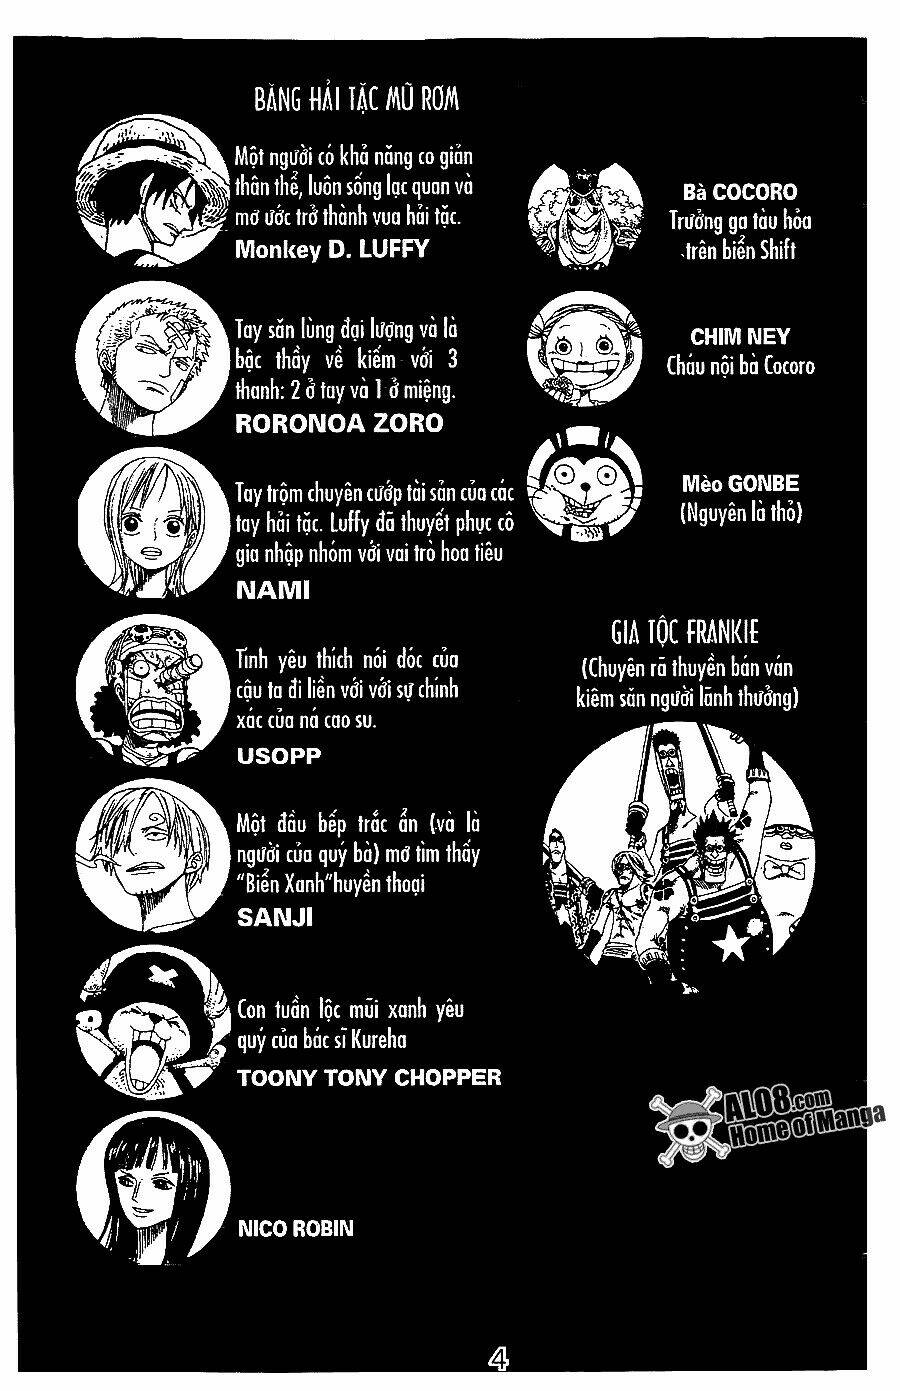 BĂNG HẢI TẶC MŨ RƠM
Một người có khả năng co giãn
thân thể, luôn sống lạc quan và
mơ ước trở thành vua hải tặc.
Monkey D. LUFFY
Tay săn lùng đại lượng và là
bậc thầy về kiếm với 3
thanh: 2 ở tay và 1 ở miệng.
RORONOA ZORO
Tay trộm chuyên cướp tài sản của các
tay hải tặc. Luffy đã thuyết phục cô
gia nhập nhóm với vai trò hoa tiêu
NAMI
Tính yêu thích nói dóc của
cậu ta đi liền với với sự chính
xác của ná cao su.
USOPP
Một đầu bếp trắc ẩn (và là
người của quý bà) mơ tìm thấy
"Biển Xanh"huyền thoại
SANJI
Con tuần lộc mũi xanh yêu
quý của bác sĩ Kureha
TOONY TONY CHOPPER
NICO ROBIN
Bà COCORO
Trưởng ga tàu hỏa
trên biển Shift
CHIM NEY
Cháu nội bà Cocoro
Mèo GONBE
(Nguyên là thỏ)
GIA TỘC FRANKIE
(Chuyên rã thuyền bán ván
kiêm săn người lãnh thưởng)
ALO8.com
Home of Manga
4